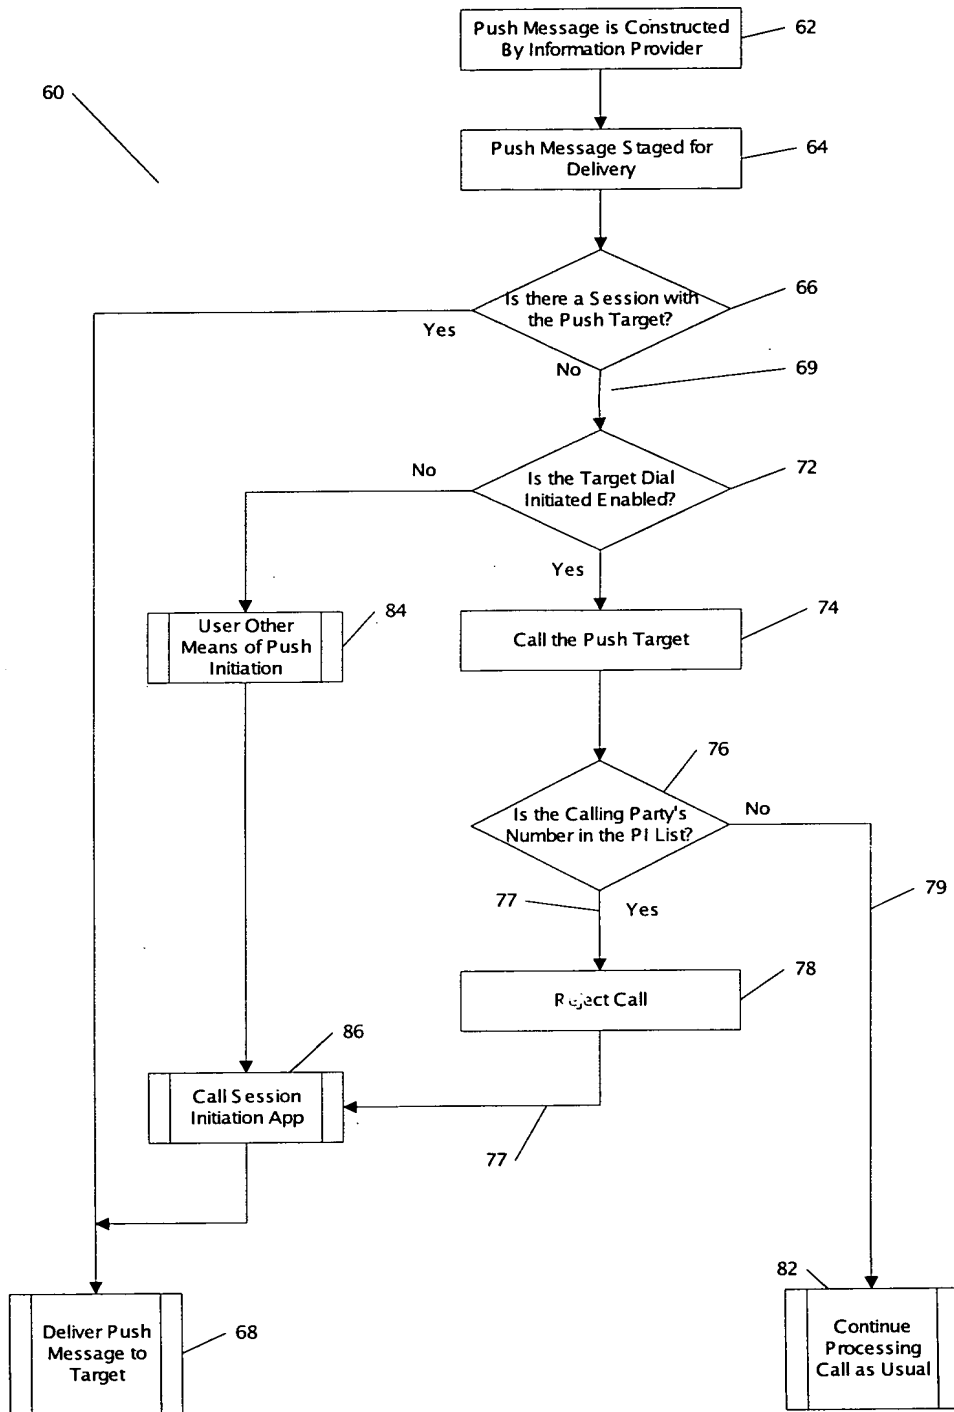 Push Message is Constructed
By Information Provider
62
60
Push Message Staged for
Delivery
64
Is there a Session with
the Push Target?
66
Yes
No
69
Is the Target Dial
Initiated Enabled?
72
No
Yes
User Other
Means of Push
Initiation
84
Call the Push Target
74
76
Is the Calling Party's
Number in the PI List?
No
77
Yes
79
Reject Call
78
86
Call Session
Initiation App
77
82
Deliver Push
Message to
Target
68
Continue
Processing
Call as Usual